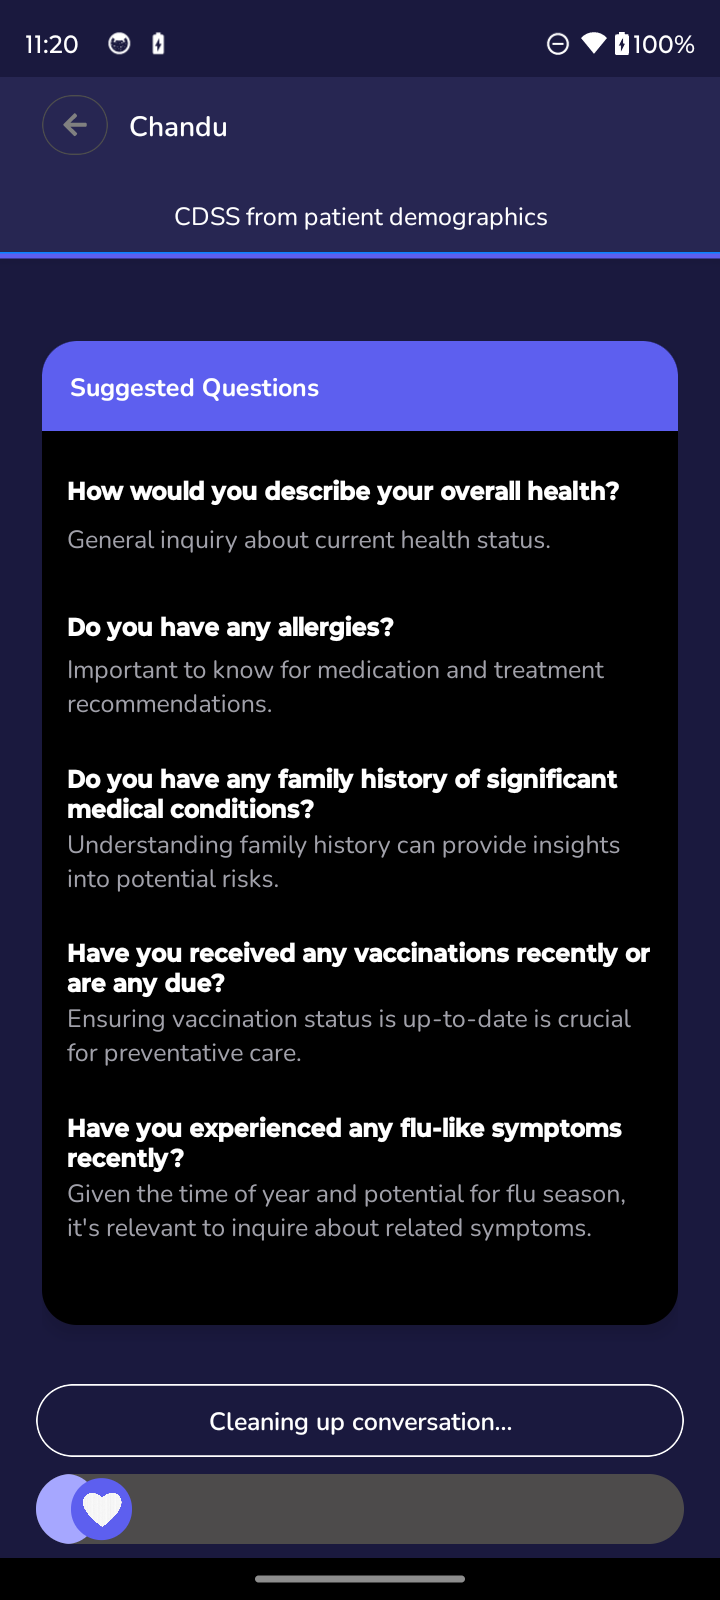 11:20
100%
Chandu
CDSS from patient demographics
Suggested Questions
How would you describe your overall health?
General inquiry about current health status.
Do you have any allergies?
Important to know for medication and treatment
recommendations.
Do you have any family history of significant
medical conditions?
Understanding family history can provide insights
into potential risks.
Have you received any vaccinations recently or
are any due?
Ensuring vaccination status is up-to-date is crucial
for preventative care.
Have you experienced any flu-like symptoms
recently?
Given the time of year and potential for flu season,
it's relevant to inquire about related symptoms.
Cleaning up conversation...